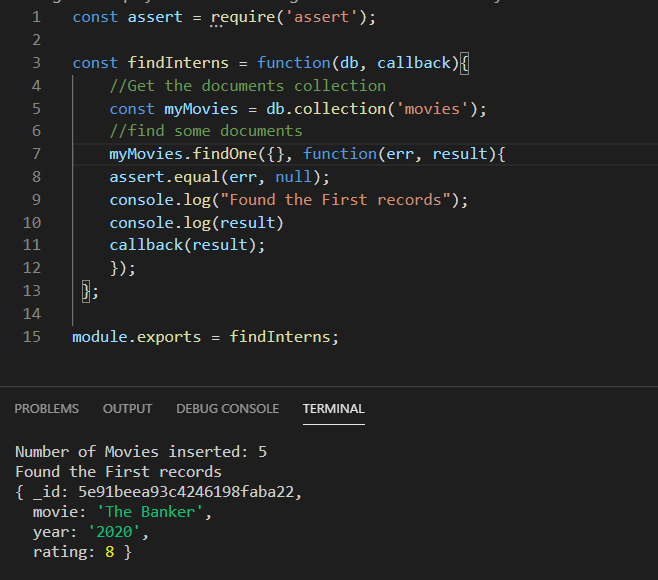 1 const assert = require('assert');
2
3 const findInterns = function(db, callback){
4 //Get the documents collection
5 const myMovies = db.collection('movies');
6 //find some documents
7 myMovies.findOne({}, function(err, result){
8 assert.equal(err, null);
9 console.log("Found the First records");
10 console.log(result)
11 callback(result);
12 });
13 };
14
15 module.exports = findInterns;
PROBLEMS OUTPUT DEBUG CONSOLE TERMINAL
Number of Movies inserted: 5
Found the First records
{ _id: 5e91beea93c4246198faba22,
movie: 'The Banker',
year: '2020',
rating: 8 }